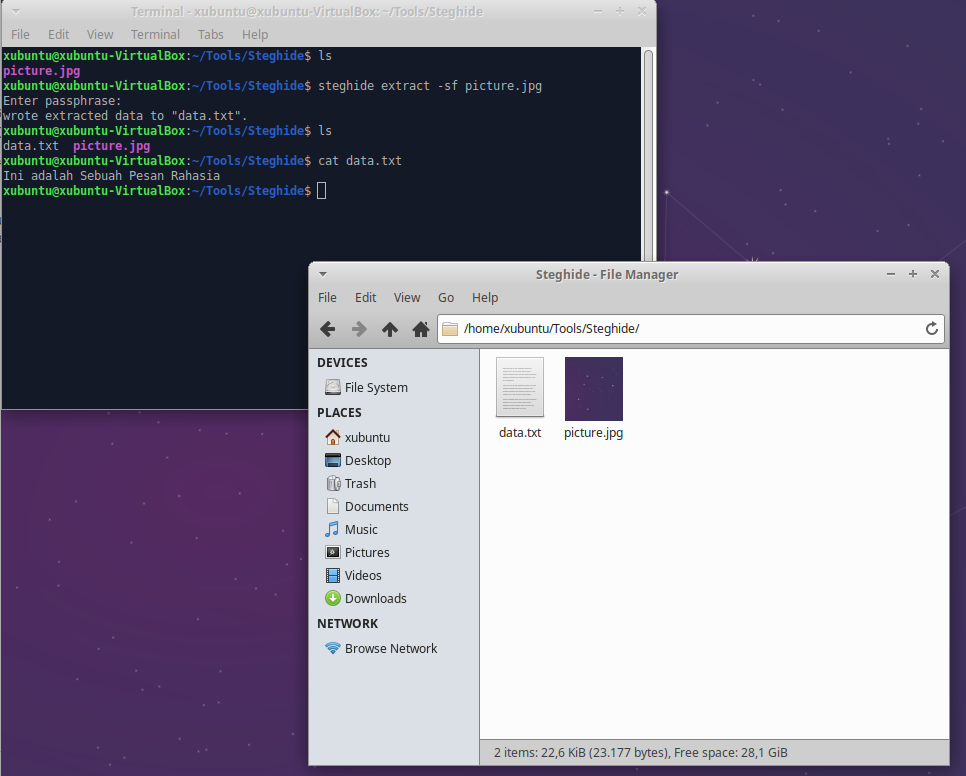 Terminal - xubuntu@xubuntu-VirtualBox: ~/Tools/Steghide
File Edit View Terminal Tabs Help
xubuntu@xubuntu-VirtualBox:~/Tools/Steghide$ ls
picture.jpg
xubuntu@xubuntu-VirtualBox:~/Tools/Steghide$ steghide extract -sf picture.jpg
Enter passphrase:
wrote extracted data to "data.txt".
xubuntu@xubuntu-VirtualBox:~/Tools/Steghide$ ls
data.txt picture.jpg
xubuntu@xubuntu-VirtualBox:~/Tools/Steghide$ cat data.txt
Ini adalah Sebuah Pesan Rahasia
xubuntu@xubuntu-VirtualBox:~/Tools/Steghide$
Steghide - File Manager
File Edit View Go Help
/home/xubuntu/Tools/Steghide/
DEVICES
File System
PLACES
xubuntu
Desktop
Trash
Documents
Music
Pictures
Videos
Downloads
NETWORK
Browse Network
data.txt picture.jpg
2 items: 22,6 KiB (23.177 bytes), Free space: 28,1 GiB